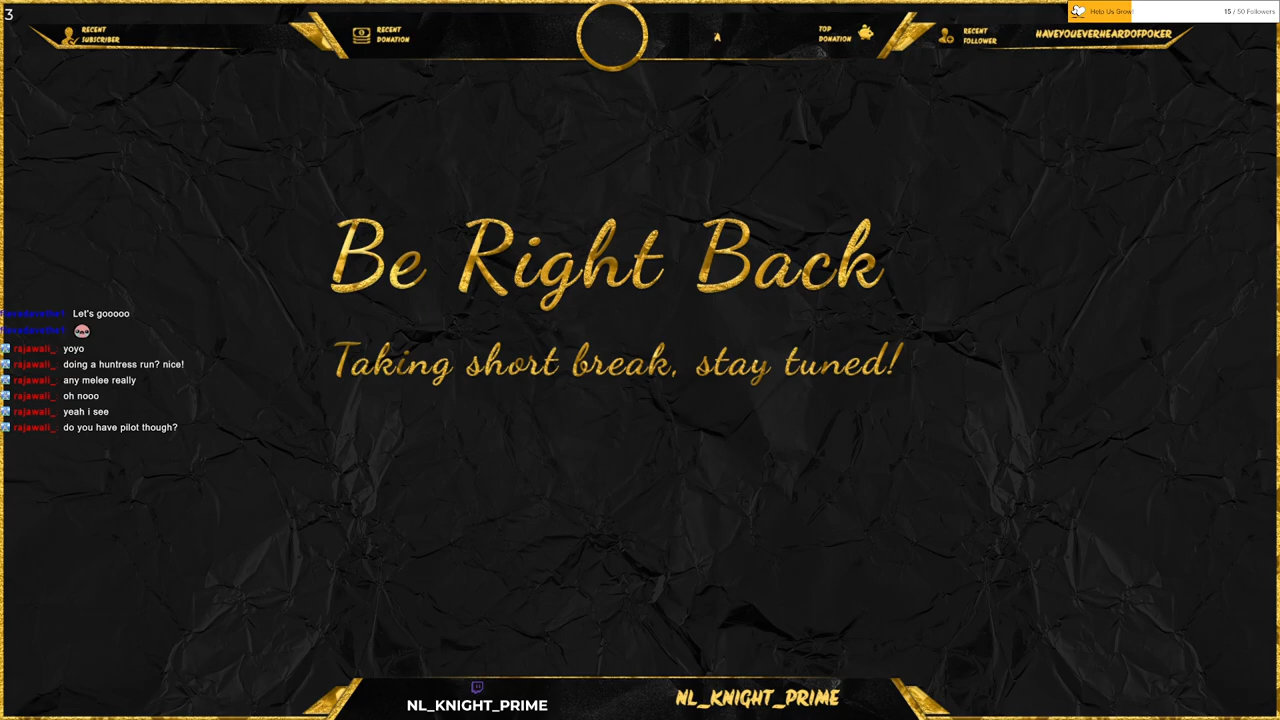 3
RECENT
SUBSCRIBER
RECENT
DONATION
TOP
DONATION
RECENT
FOLLOWER
HAVEYOUEVERHEARDOFPOKER
Help Us Grow!
15 / 50 Followers
Be Right Back
Taking short break, stay tuned!
Let's gooooo
rajawali_: yoyo
rajawali_: doing a huntress run? nice!
rajawali_: any melee really
rajawali_: oh nooo
rajawali_: yeah i see
rajawali_: do you have pilot though?
NL_KNIGHT_PRIME
NL_KNIGHT_PRIME